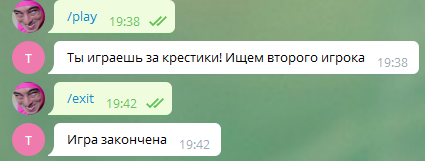 /play
19:38
Т
Ты играешь за крестики! Ищем второго игрока
19:38
/exit
19:42
Т
Игра закончена
19:42